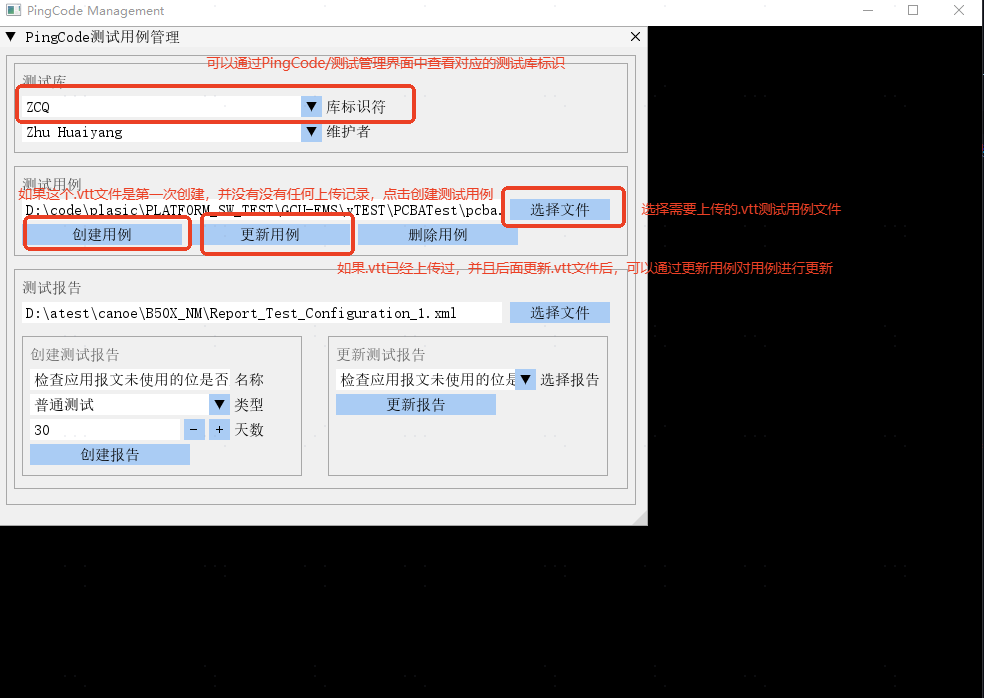 PingCode Management
PingCode测试用例管理
可以通过PingCode/测试管理界面中查看对应的测试库标识
测试库
ZCQ 库标识符
Zhu Huaiyang 维护者
测试用例
如果这个.vtt文件是第一次创建，并没有没有任何上传记录，点击创建测试用例
D:\code\plasic\PLATFORM_SW_TEST\GCU-EMS\vTEST\PCBATest\pcba. 选择文件 选择需要上传的.vtt测试用例文件
创建用例 更新用例 删除用例
如果.vtt已经上传过，并且后面更新.vtt文件后，可以通过更新用例对用例进行更新
测试报告
D:\atest\canoe\B50X_NM\Report_Test_Configuration_1.xml 选择文件
创建测试报告
检查应用报文未使用的位是否 名称
普通测试 类型
30 - + 天数
创建报告
更新测试报告
检查应用报文未使用的位是 选择报告
更新报告